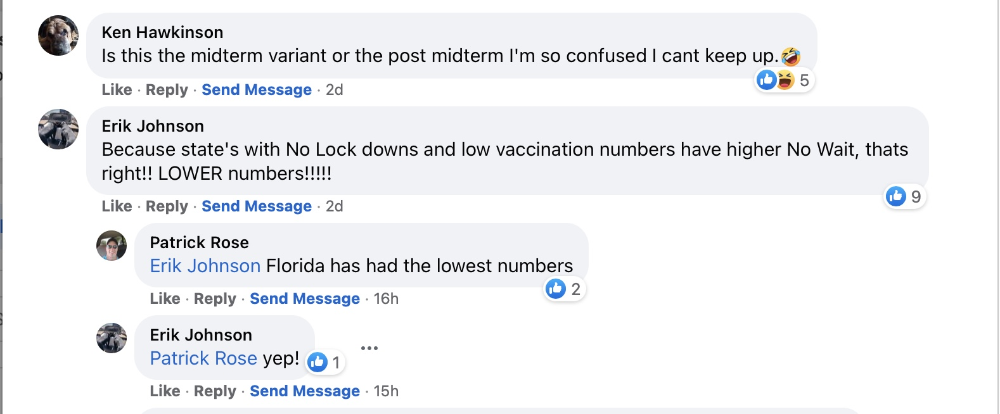 Ken Hawkinson
Is this the midterm variant or the post midterm I'm so confused I cant keep up.🤣
5
Like · Reply · Send Message · 2d
Erik Johnson
Because state's with No Lock downs and low vaccination numbers have higher No Wait, thats
right!! LOWER numbers!!!!!
9
Like · Reply · Send Message · 2d
Patrick Rose
Erik Johnson Florida has had the lowest numbers
2
Like · Reply · Send Message · 16h
Erik Johnson
Patrick Rose yep!
1
Like · Reply · Send Message · 15h